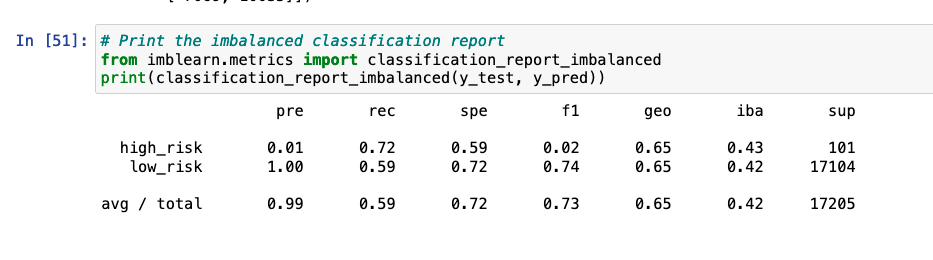 In [51]: # Print the imbalanced classification report
from imblearn.metrics import classification_report_imbalanced
print(classification_report_imbalanced(y_test, y_pred))
pre rec spe f1 geo iba sup
high_risk 0.01 0.72 0.59 0.02 0.65 0.43 101
low_risk 1.00 0.59 0.72 0.74 0.65 0.42 17104
avg / total 0.99 0.59 0.72 0.73 0.65 0.42 17205